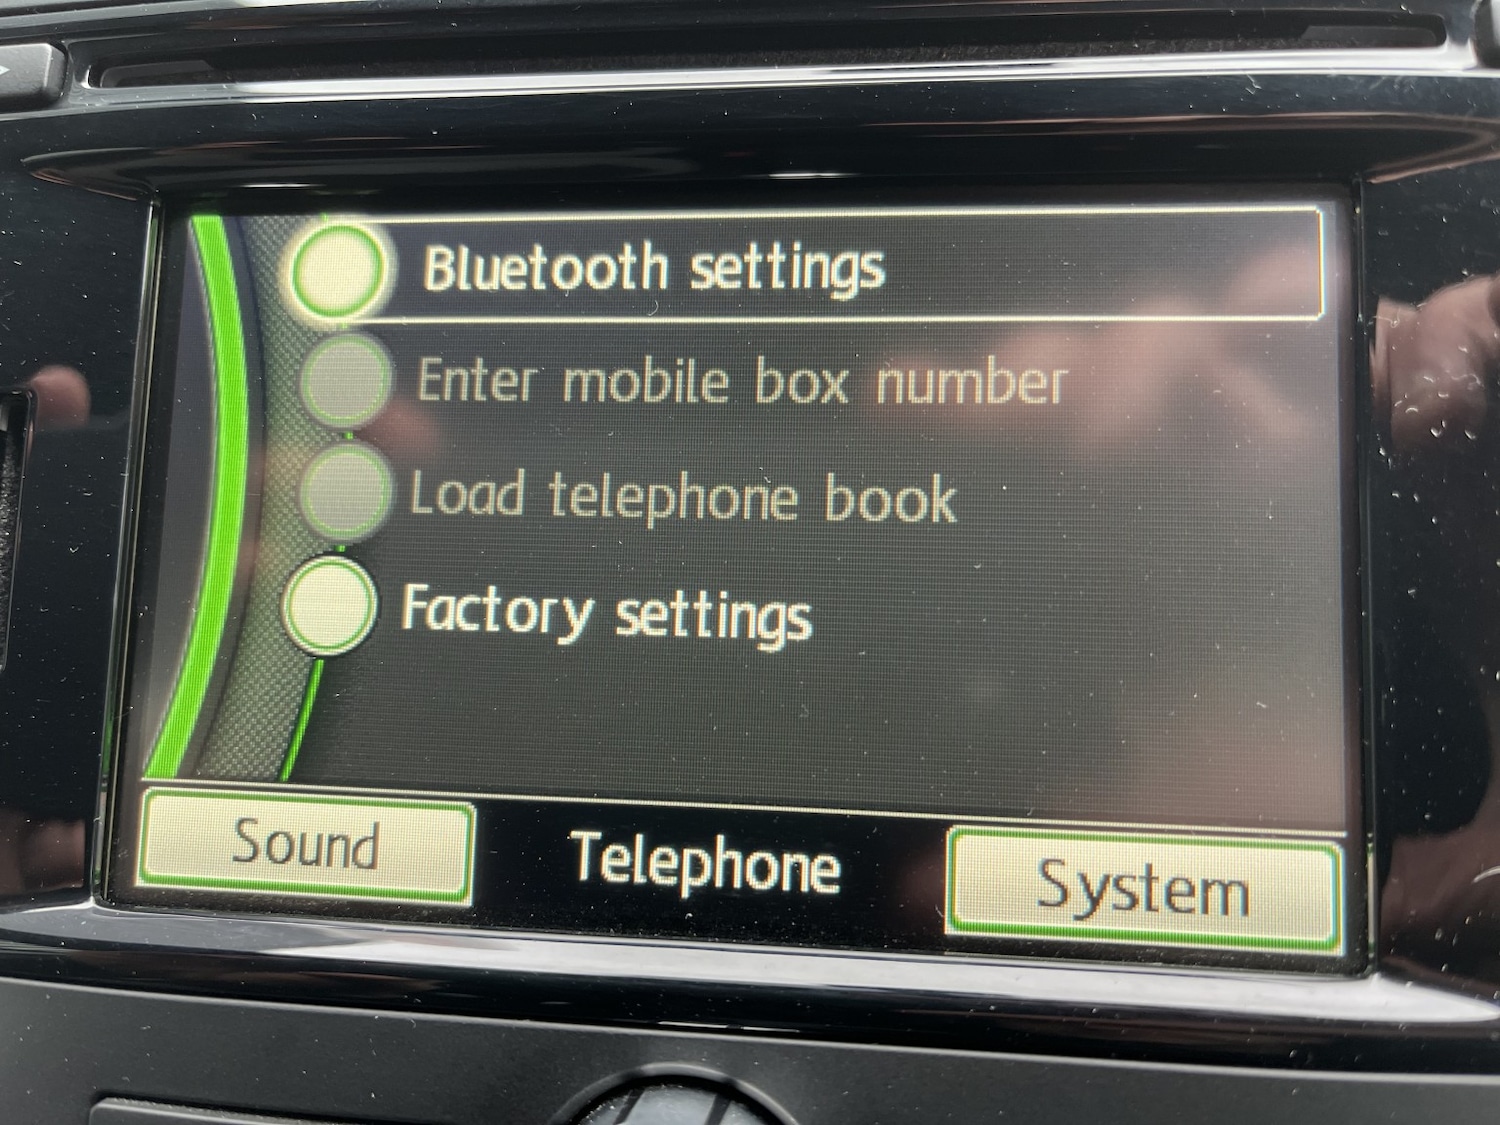 Bluetooth settings
Enter mobile box number
Load telephone book
Factory settings
Sound
Telephone
System